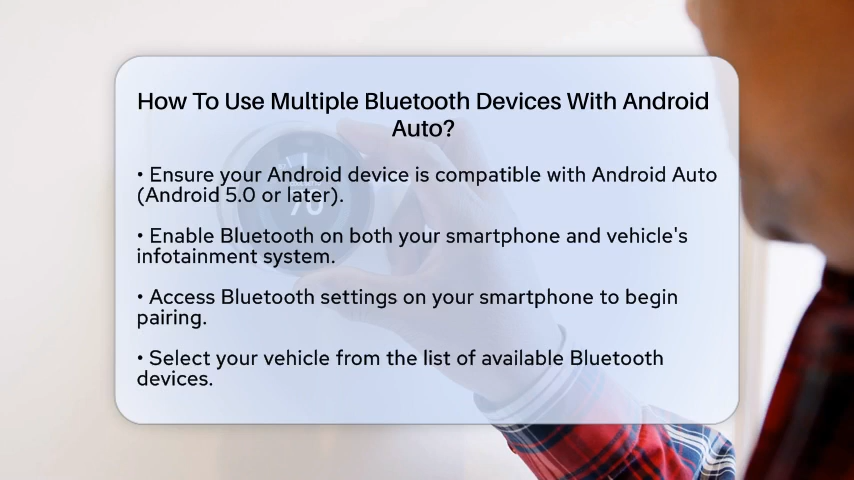 How To Use Multiple Bluetooth Devices With Android
Auto?
• Ensure your Android device is compatible with Android Auto
(Android 5.0 or later).
• Enable Bluetooth on both your smartphone and vehicle's
infotainment system.
• Access Bluetooth settings on your smartphone to begin
pairing.
• Select your vehicle from the list of available Bluetooth
devices.